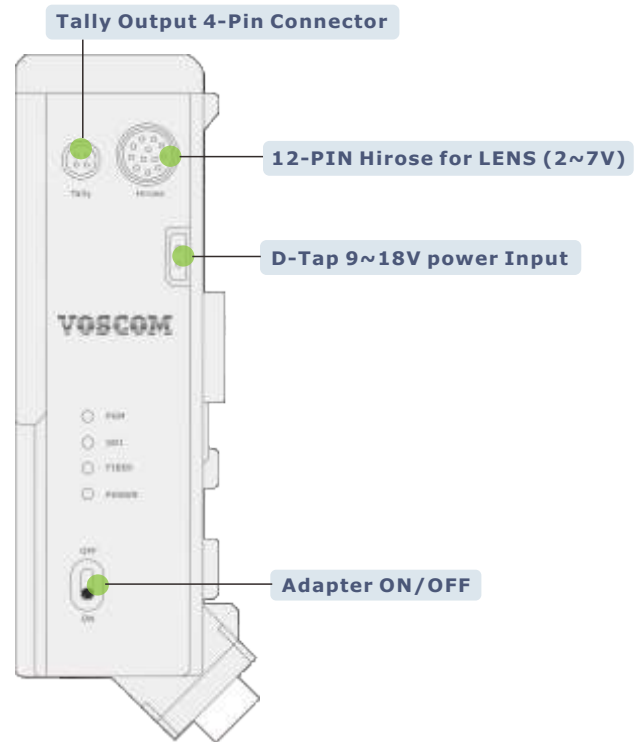 Tally Output 4-Pin Connector
12-PIN Hirose for LENS (2~7V)
Tally
Hirose
D-Tap 9~18V power Input
VOSCOM
PGM
SDI
FIBER
POWER
OFF
Adapter ON/OFF
ON